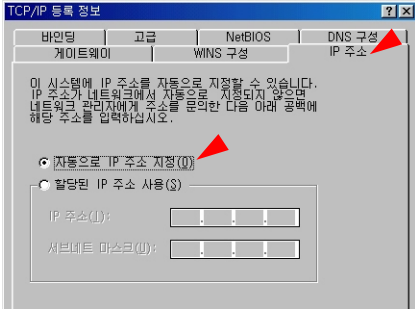 TCP/IP 등록 정보
바인딩 고급 NetBIOS DNS 구성
게이트웨이 WINS 구성 IP 주소
이 시스템에 IP 주소를 자동으로 지정할 수 있습니다.
IP 주소가 네트워크에서 자동으로 지정되지 않으면
네트워크 관리자에게 주소를 문의한 다음 아래 공백에
해당 주소를 입력하십시오.
자동으로 IP 주소 지정(O)
할당된 IP 주소 사용(S)
IP 주소(I):
서브네트 마스크(U):